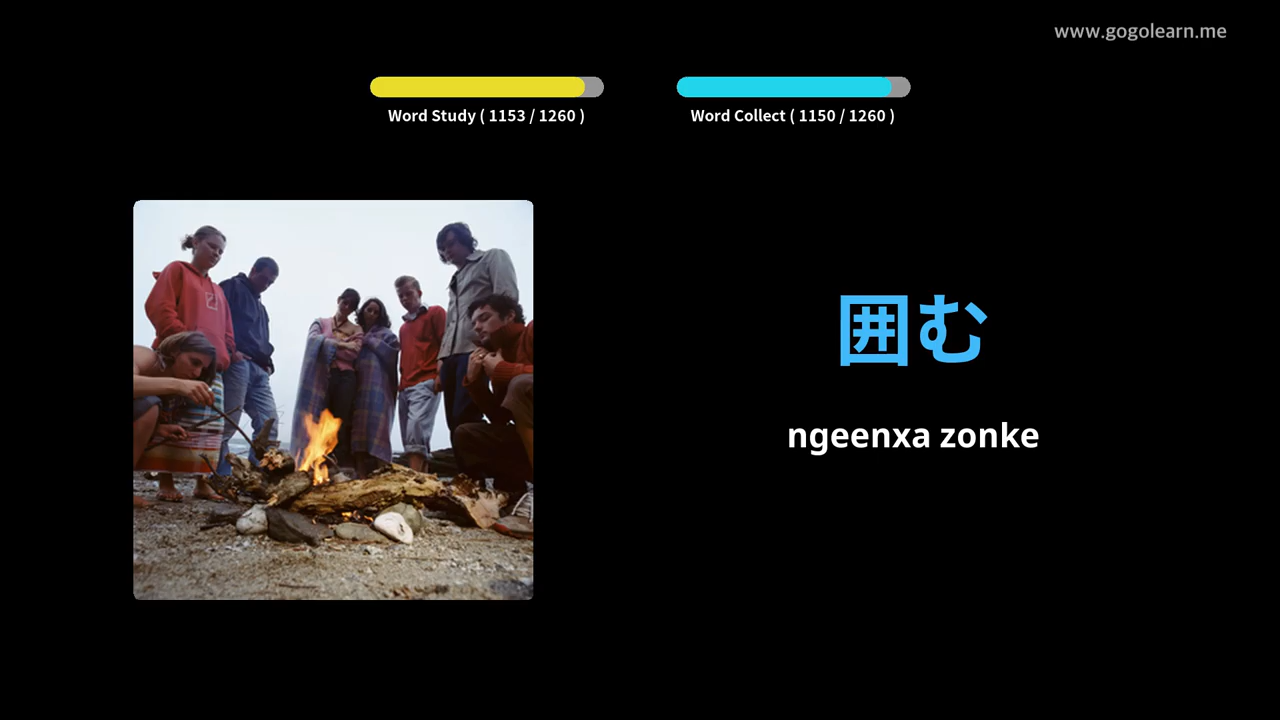 www.gogolearn.me
Word Study ( 1153 / 1260 )
Word Collect ( 1150 / 1260 )
囲む
ngeenxa zonke